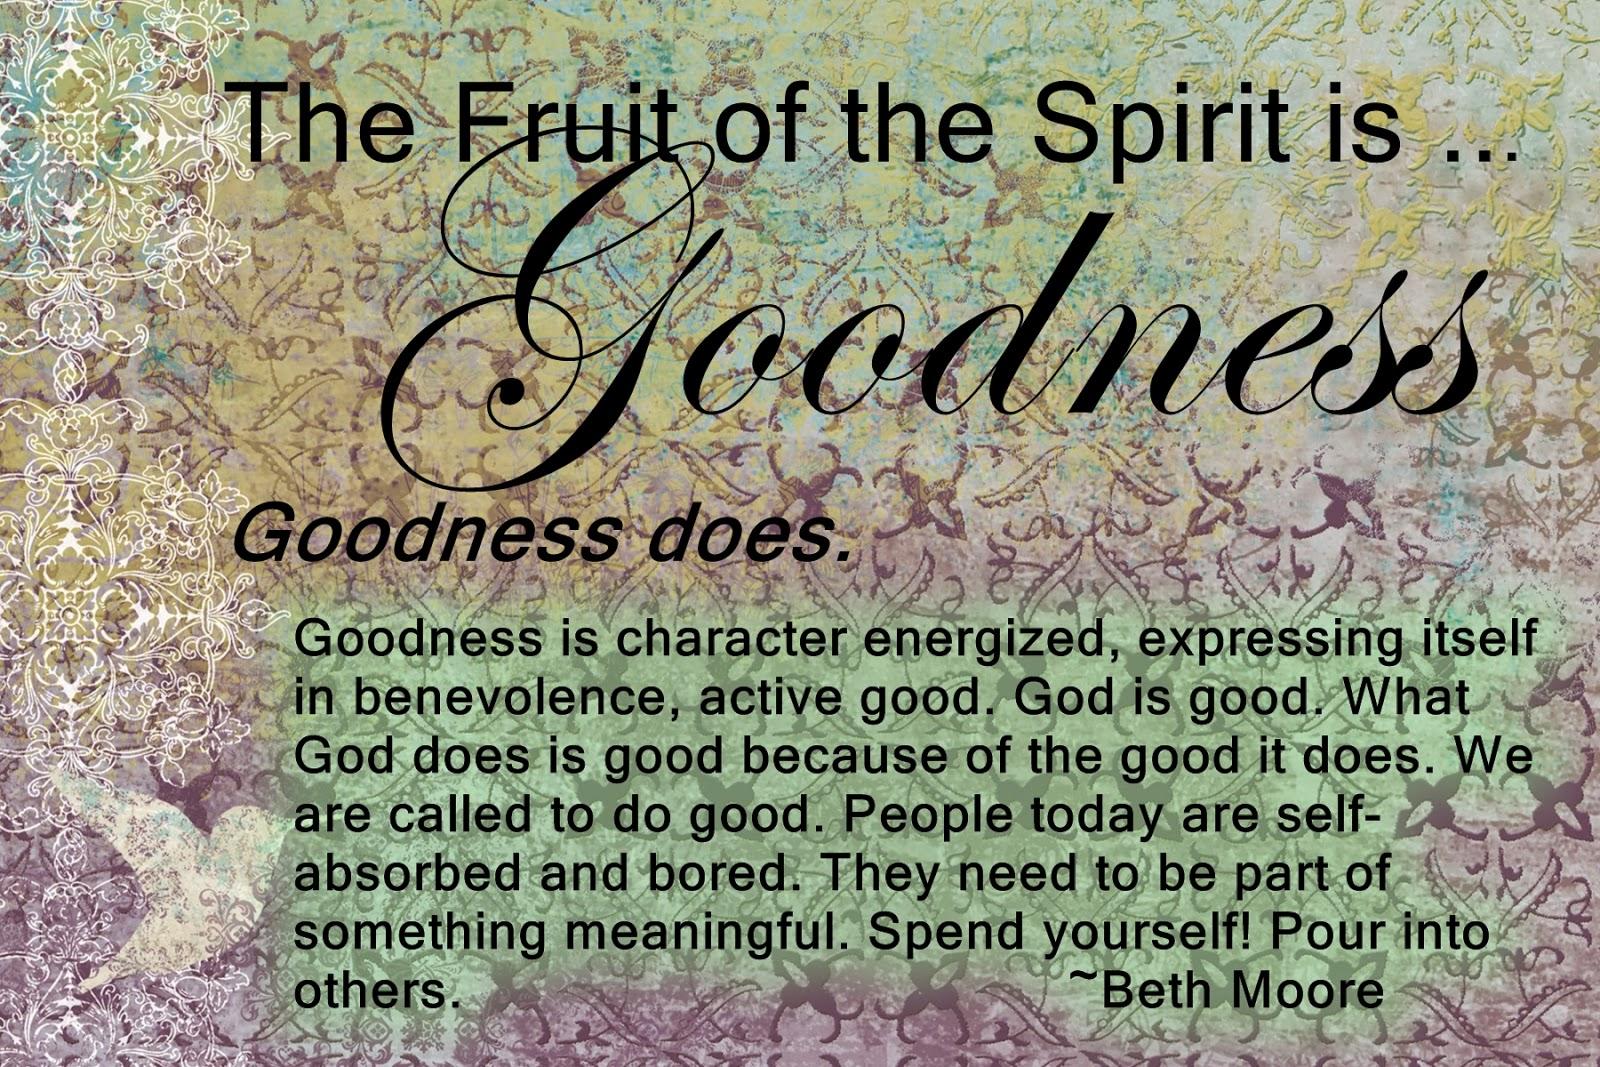 The Fruit of the Spirit is ...
Goodness
Goodness does.
Goodness is character energized, expressing itself
in benevolence, active good. God is good. What
God does is good because of the good it does. We
are called to do good. People today are self-
absorbed and bored. They need to be part of
something meaningful. Spend yourself! Pour into
others. ~Beth Moore